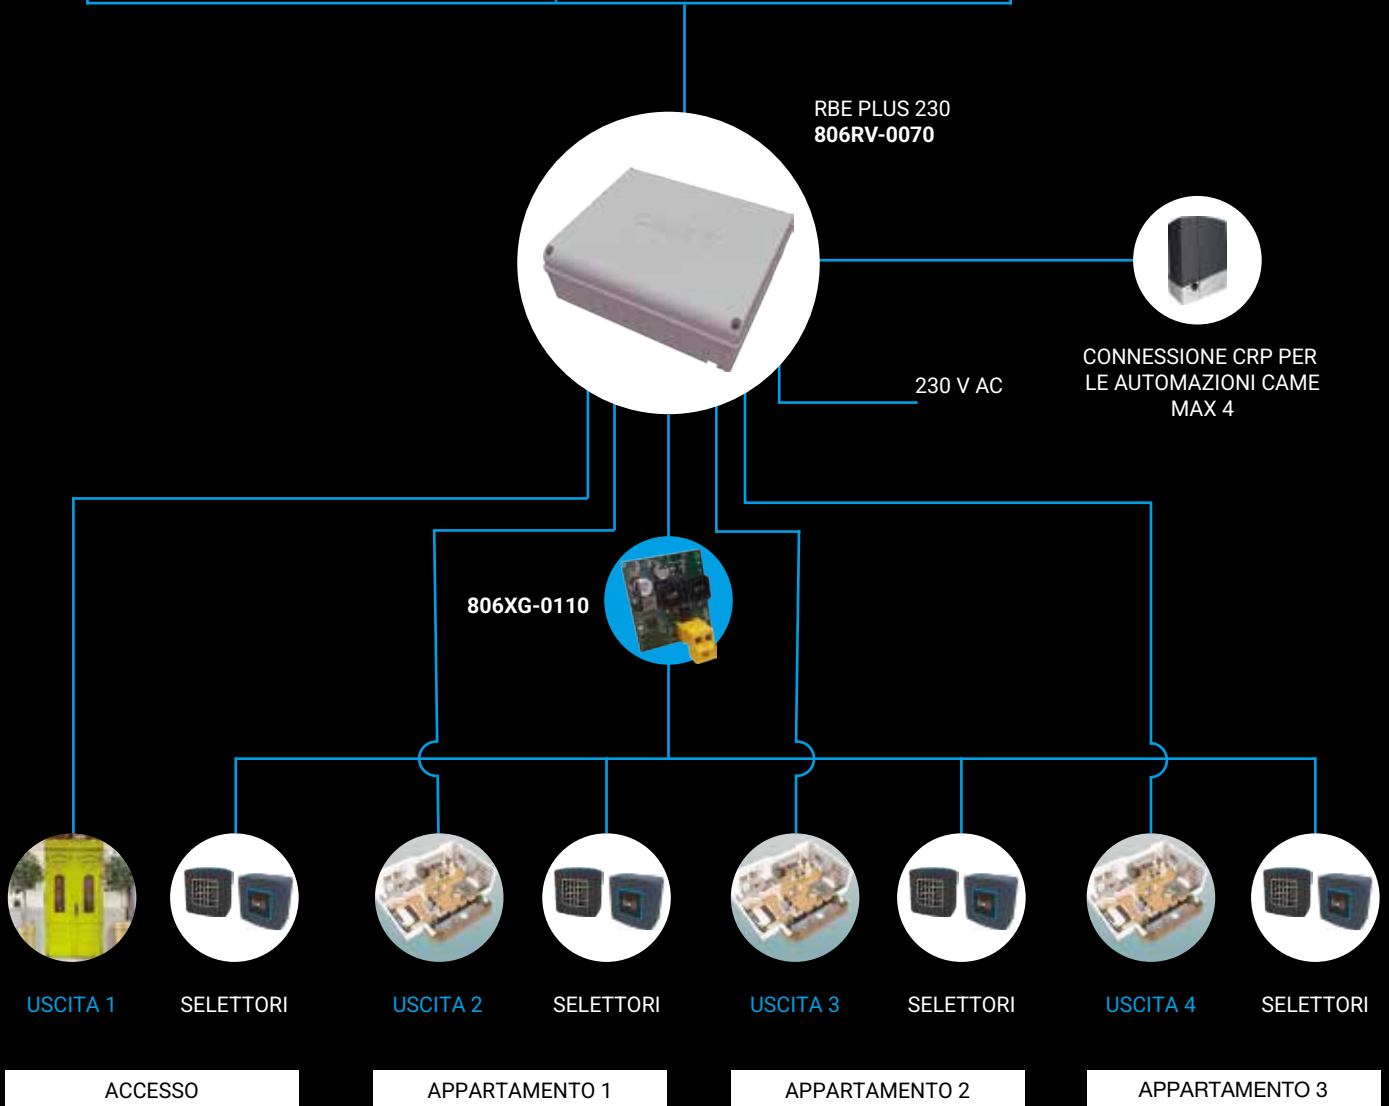 RBE PLUS 230
806RV-0070
CONNESSIONE CRP PER
LE AUTOMAZIONI CAME
MAX 4
230 V AC
806XG-0110
USCITA 1
SELETTORI
USCITA 2
SELETTORI
USCITA 3
SELETTORI
USCITA 4
SELETTORI
ACCESSO
APPARTAMENTO 1
APPARTAMENTO 2
APPARTAMENTO 3